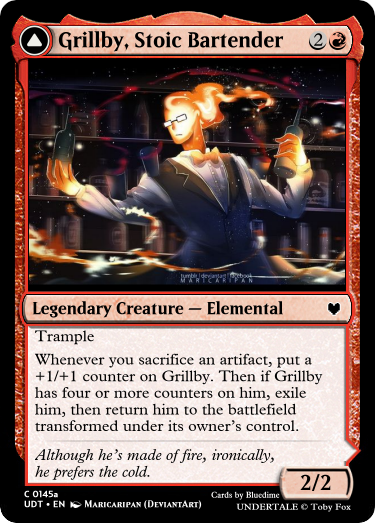 Grillby, Stoic Bartender 2
tumblr | deviantart | facebook
MARICARIPAN
Legendary Creature — Elemental
Trample
Whenever you sacrifice an artifact, put a
+1/+1 counter on Grillby. Then if Grillby
has four or more counters on him, exile
him, then return him to the battlefield
transformed under its owner's control.
Although he's made of fire, ironically,
he prefers the cold.
2/2
C 0145a
Cards by Bluedime
UDT • EN Maricaripan (DeviantArt)
UNDERTALE © Toby Fox